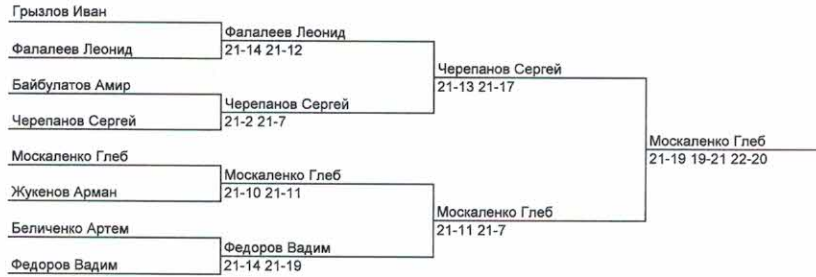 Грызлов Иван
Фалалеев Леонид
Фалалеев Леонид
21-14 21-12
Черепанов Сергей
21-13 21-17
Байбулатов Амир
Черепанов Сергей
Черепанов Сергей
21-2 21-7
Москаленко Глеб
21-19 19-21 22-20
Москаленко Глеб
Жукенов Арман
Москаленко Глеб
21-10 21-11
Москаленко Глеб
21-11 21-7
Беличенко Артем
Федоров Вадим
Федоров Вадим
21-14 21-19